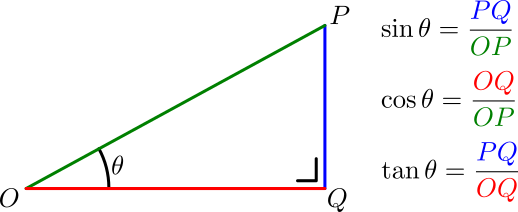 P
sin θ = PQ/OP
cos θ = OQ/OP
θ
tan θ = PQ/OQ
O
Q